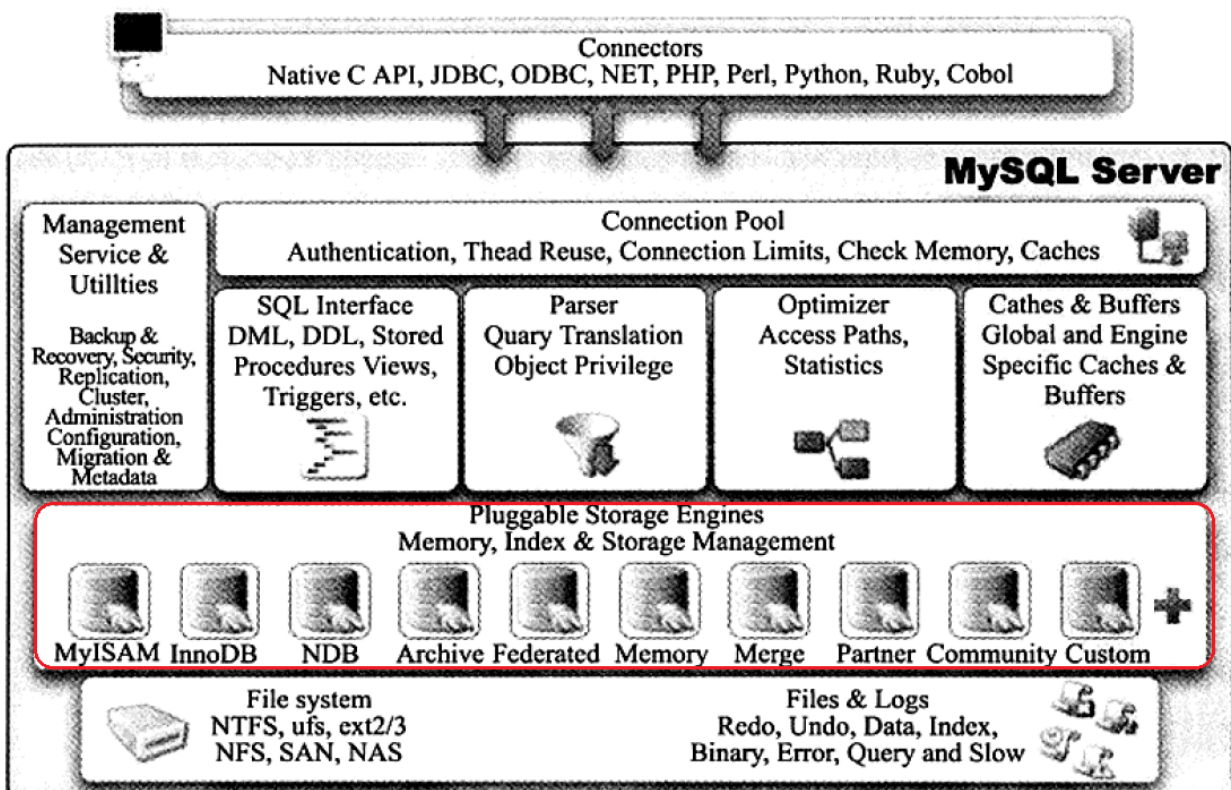 Connectors
Native C API, JDBC, ODBC, NET, PHP, Perl, Python, Ruby, Cobol
MySQL Server
Management
Service &
Utillties
Backup &
Recovery, Security,
Replication,
Cluster,
Administration
Configuration,
Migration &
Metadata
Connection Pool
Authentication, Thead Reuse, Connection Limits, Check Memory, Caches
SQL Interface
DML, DDL, Stored
Procedures Views,
Triggers, etc.
Parser
Quary Translation
Object Privilege
Optimizer
Access Paths,
Statistics
Cathes & Buffers
Global and Engine
Specific Caches &
Buffers
Pluggable Storage Engines
Memory, Index & Storage Management
MyISAM InnoDB NDB Archive Federated Memory Merge Partner Community Custom
File system
NTFS, ufs, ext2/3
NFS, SAN, NAS
Files & Logs
Redo, Undo, Data, Index,
Binary, Error, Query and Slow